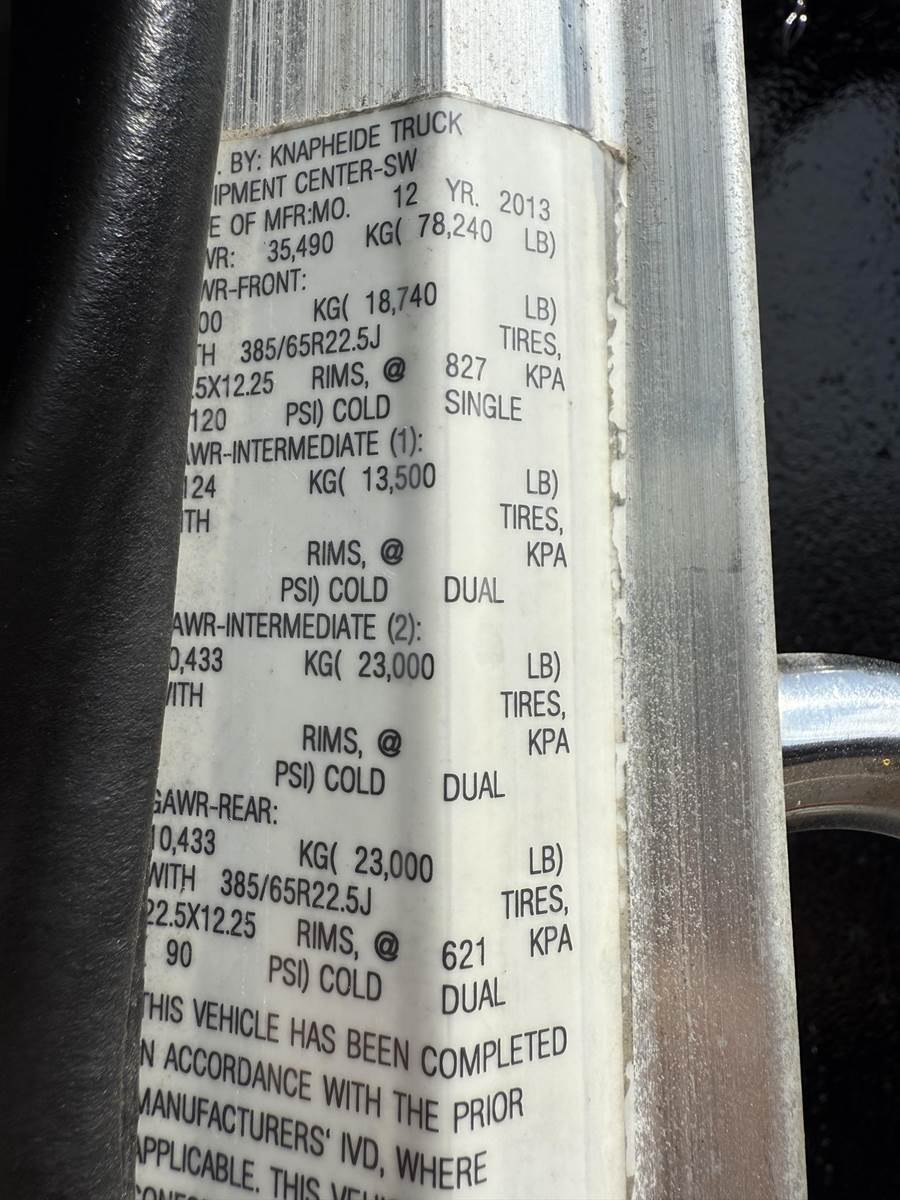 . BY: KNAPHEIDE TRUCK
IPMENT CENTER-SW
E OF MFR:MO. 12 YR. 2013
VR: 35,490 KG( 78,240 LB)
WR-FRONT:
00 KG( 18,740 LB)
TH 385/65R22.5J TIRES,
.5X12.25 RIMS, @ 827 KPA
120 PSI) COLD SINGLE
AWR-INTERMEDIATE (1):
124 KG( 13,500 LB)
TH TIRES,
RIMS, @ KPA
PSI) COLD DUAL
AWR-INTERMEDIATE (2):
0,433 KG( 23,000 LB)
ITH TIRES,
RIMS, @ KPA
PSI) COLD DUAL
GAWR-REAR:
10,433 KG( 23,000 LB)
WITH 385/65R22.5J TIRES,
22.5X12.25 RIMS, @ 621 KPA
90 PSI) COLD DUAL
THIS VEHICLE HAS BEEN COMPLETED
N ACCORDANCE WITH THE PRIOR
MANUFACTURERS' IVD, WHERE
APPLICABLE. THIS